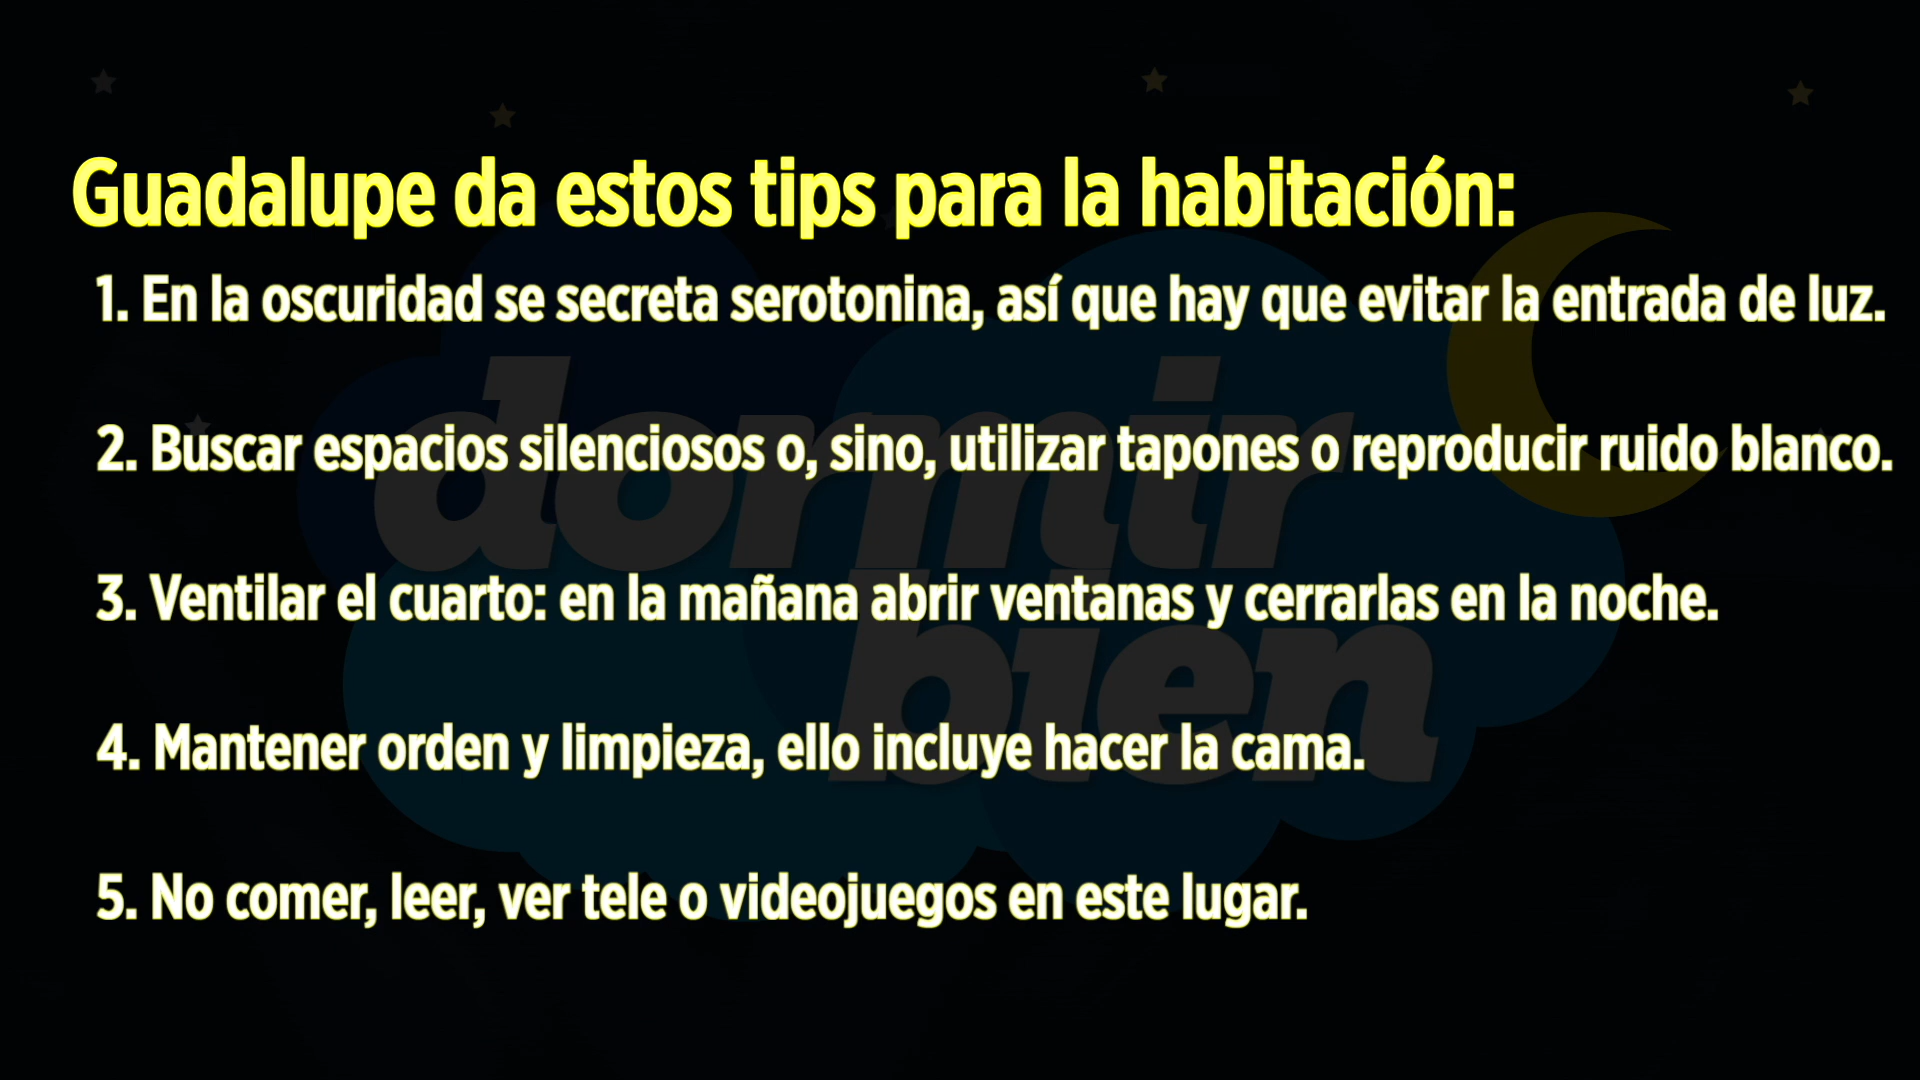 Guadalupe da estos tips para la habitación:
1. En la oscuridad se secreta serotonina, así que hay que evitar la entrada de luz.
2. Buscar espacios silenciosos o, sino, utilizar tapones o reproducir ruido blanco.
3. Ventilar el cuarto: en la mañana abrir ventanas y cerrarlas en la noche.
4. Mantener orden y limpieza, ello incluye hacer la cama.
5. No comer, leer, ver tele o videojuegos en este lugar.
dormir
bien